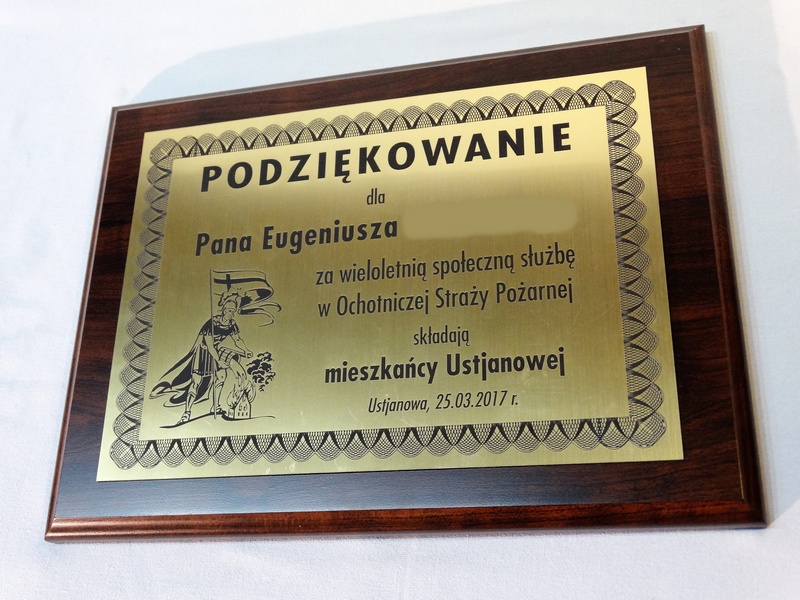 PODZIĘKOWANIE
dla
Pana Eugeniusza
za wieloletnią społeczną służbę
w Ochotniczej Straży Pożarnej
składają
mieszkańcy Ustjanowej
Ustjanowa, 25.03.2017 r.